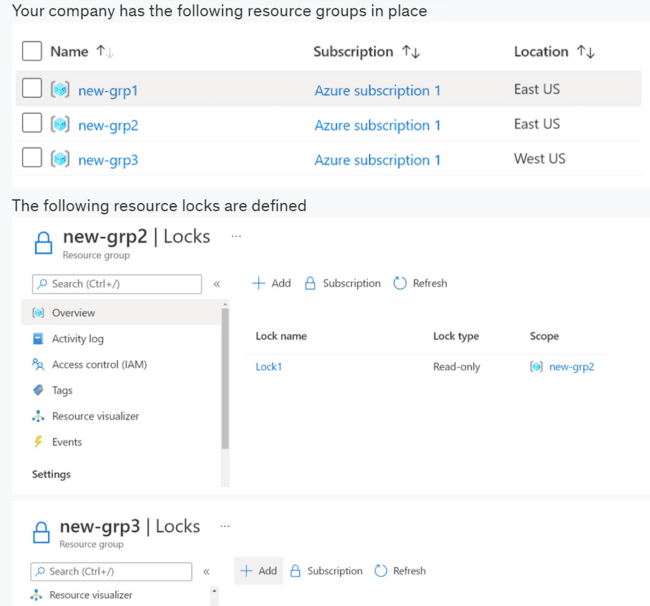 Your company has the following resource groups in place
Name ↑↓ Subscription ↑↓ Location ↑↓
new-grp1 Azure subscription 1 East US
new-grp2 Azure subscription 1 East US
new-grp3 Azure subscription 1 West US
The following resource locks are defined
new-grp2 | Locks ...
Resource group
Search (Ctrl+/) « + Add Subscription Refresh
Overview
Activity log
Access control (IAM)
Tags
Resource visualizer
Events
Settings
Lock name Lock type Scope
Lock1 Read-only new-grp2
new-grp3 | Locks ...
Resource group
Search (Ctrl+/) « + Add Subscription Refresh
Resource visualizer